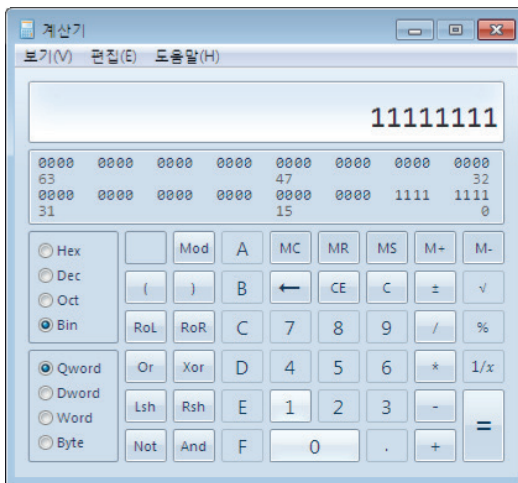 계산기
보기(V) 편집(E) 도움말(H)
11111111
0000 0000 0000 0000 0000 0000 0000 0000
63 47 32
0000 0000 0000 0000 0000 0000 1111 1111
31 15 0
Hex Mod A MC MR MS M+ M-
Dec ( ) B ← CE C ± √
Oct
Bin RoL RoR C 7 8 9 / %
Qword Or Xor D 4 5 6 * 1/x
Dword Lsh Rsh E 1 2 3 - =
Word
Byte Not And F 0 . +